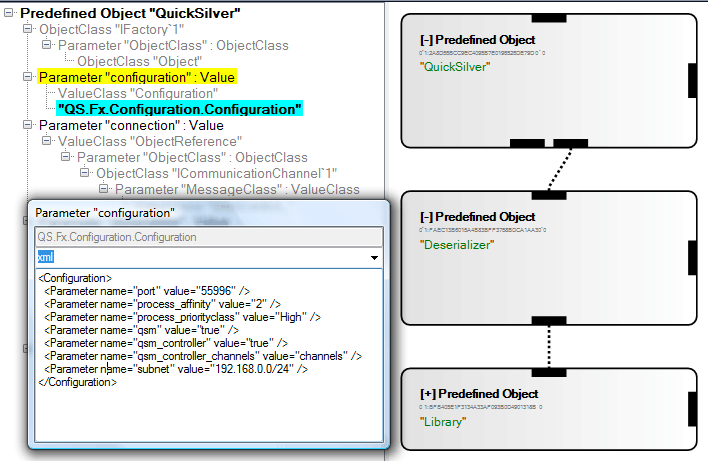 Predefined Object "QuickSilver"
ObjectClass "IFactory`1"
Parameter "ObjectClass" : ObjectClass
ObjectClass "Object"
Parameter "configuration" : Value
ValueClass "Configuration"
"QS.Fx.Configuration.Configuration"
Parameter "connection" : Value
ValueClass "ObjectReference"
Parameter "ObjectClass" : ObjectClass
ObjectClass "ICommunicationChannel`1"
Parameter "MessageClass" : ValueClass
Parameter "configuration"
QS.Fx.Configuration.Configuration
xml
<Configuration>
<Parameter name="port" value="55996" />
<Parameter name="process_affinity" value="2" />
<Parameter name="process_priorityclass" value="High" />
<Parameter name="qsm" value="true" />
<Parameter name="qsm_controller" value="true" />
<Parameter name="qsm_controller_channels" value="channels" />
<Parameter name="subnet" value="192.168.0.0/24" />
</Configuration>
[-] Predefined Object
"QuickSilver"
[-] Predefined Object
"Deserializer"
[+] Predefined Object
"Library"